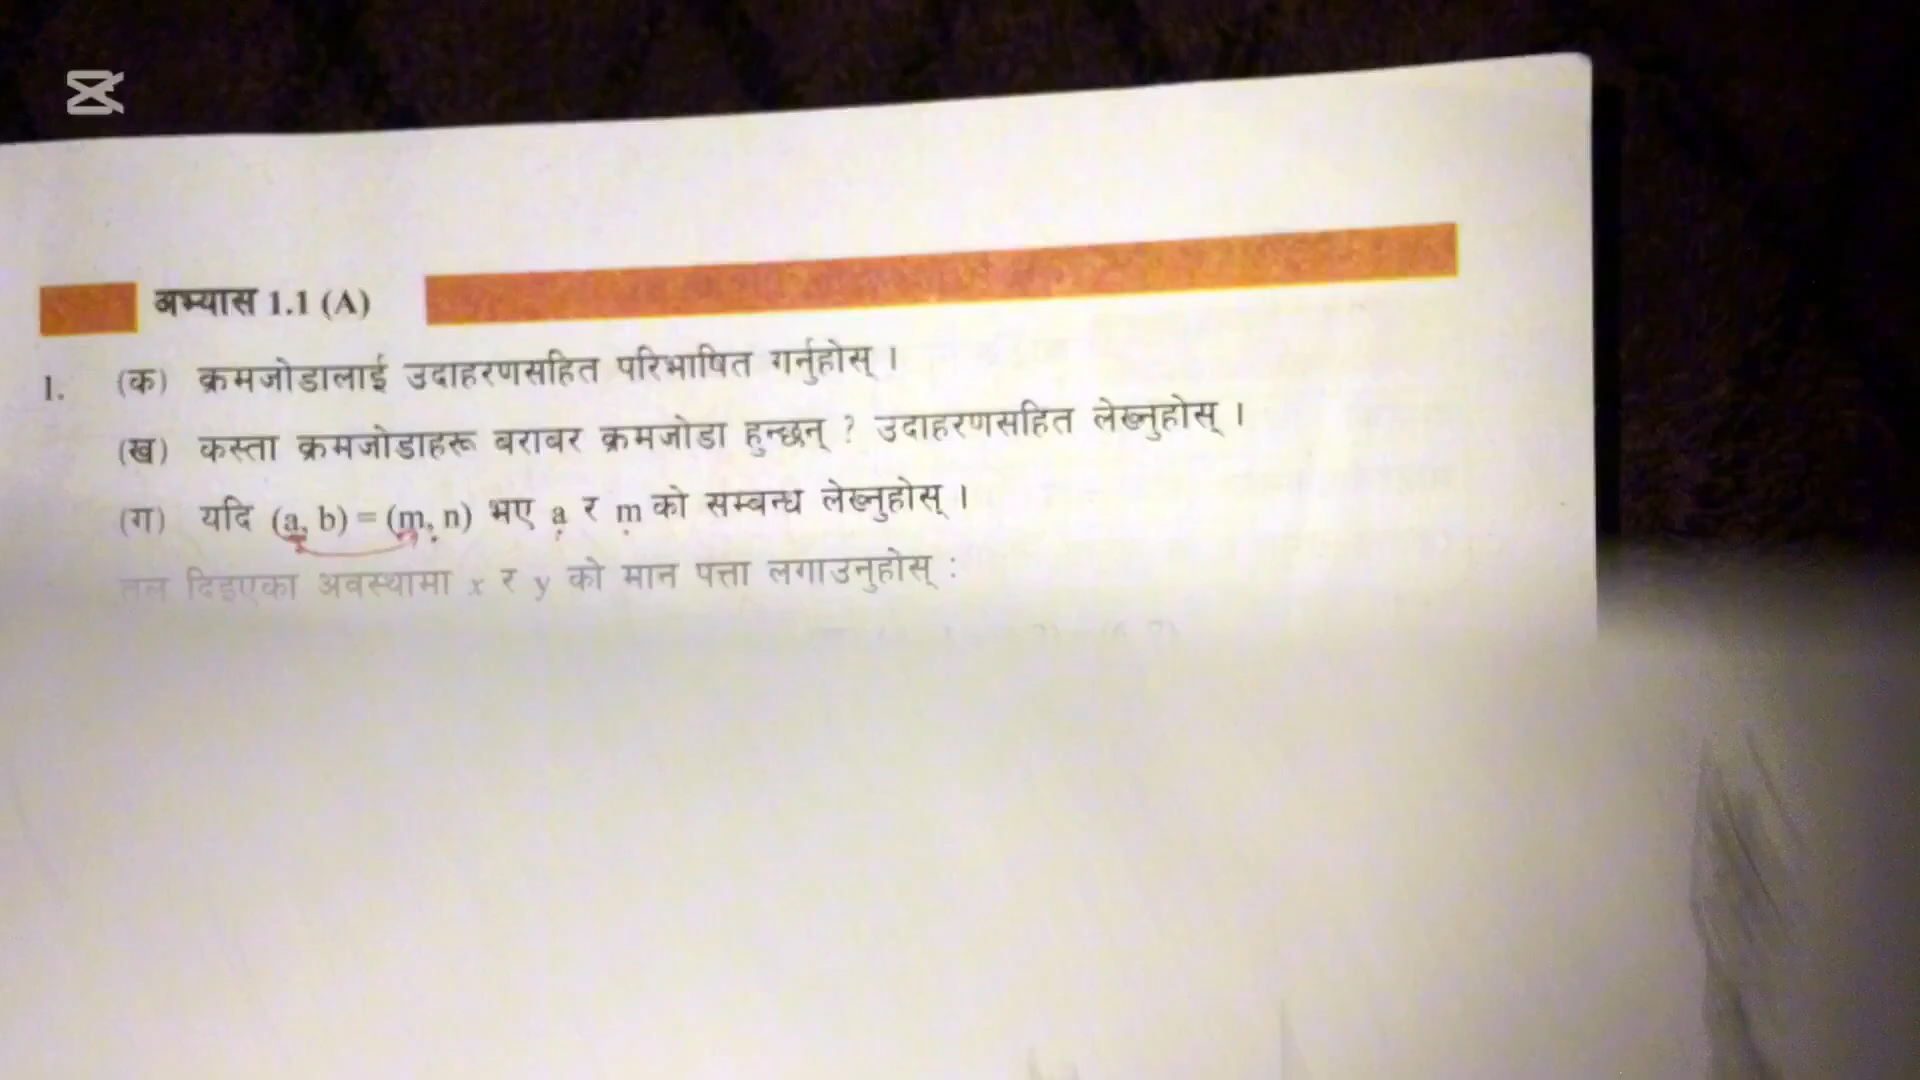 अभ्यास 1.1 (A)
1. (क) क्रमजोडालाई उदाहरणसहित परिभाषित गर्नुहोस् ।
(ख) कस्ता क्रमजोडाहरू बराबर क्रमजोडा हुन्छन् ? उदाहरणसहित लेख्नुहोस् ।
(ग) यदि (a, b) = (m, n) भए a र m को सम्बन्ध लेख्नुहोस् ।
तल दिइएका अवस्थामा x र y को मान पत्ता लगाउनुहोस् :